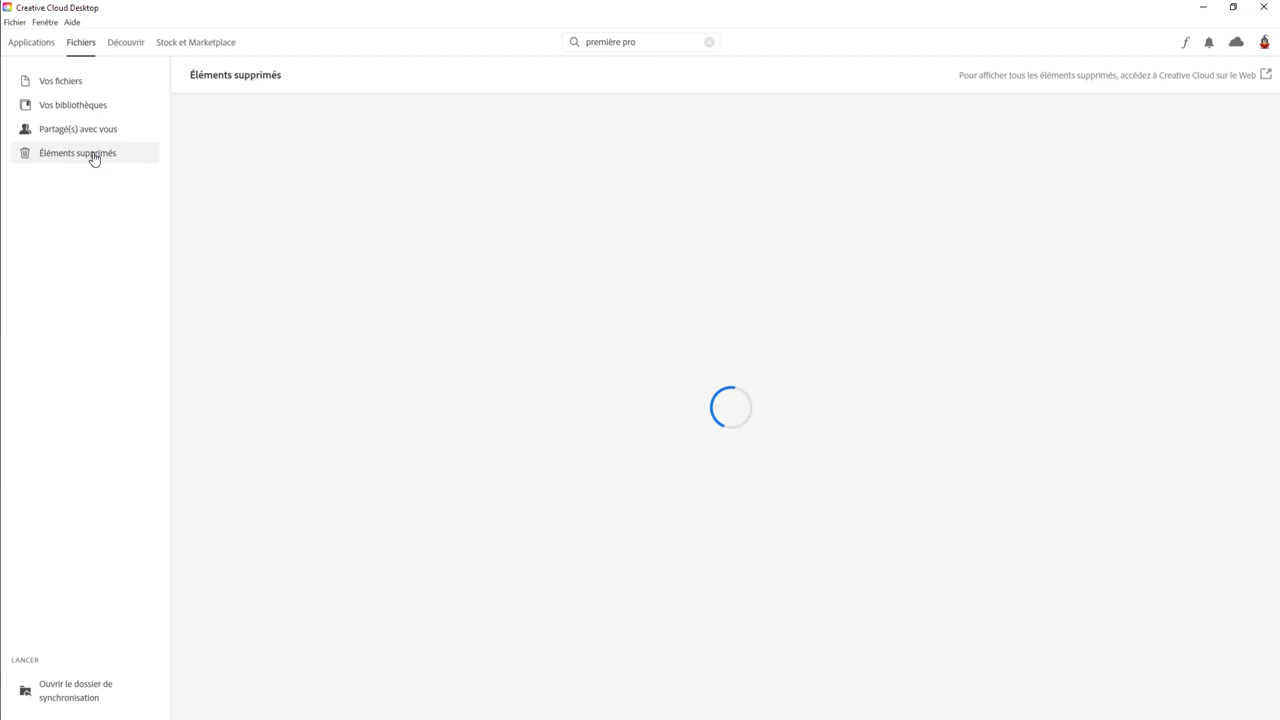 Creative Cloud Desktop
Fichier Fenêtre Aide
Applications Fichiers Découvrir Stock et Marketplace
première pro
Vos fichiers
Vos bibliothèques
Partagé(s) avec vous
Éléments supprimés
Éléments supprimés
Pour afficher tous les éléments supprimés, accédez à Creative Cloud sur le Web
LANCER
Ouvrir le dossier de
synchronisation